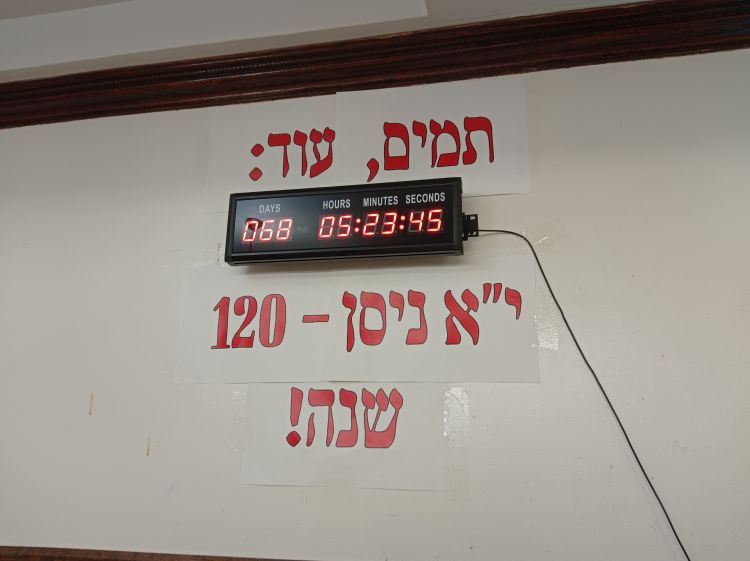 תמים, עוד:
DAYS HOURS MINUTES SECONDS
068 05:23:45
י"א ניסן – 120
שנה!